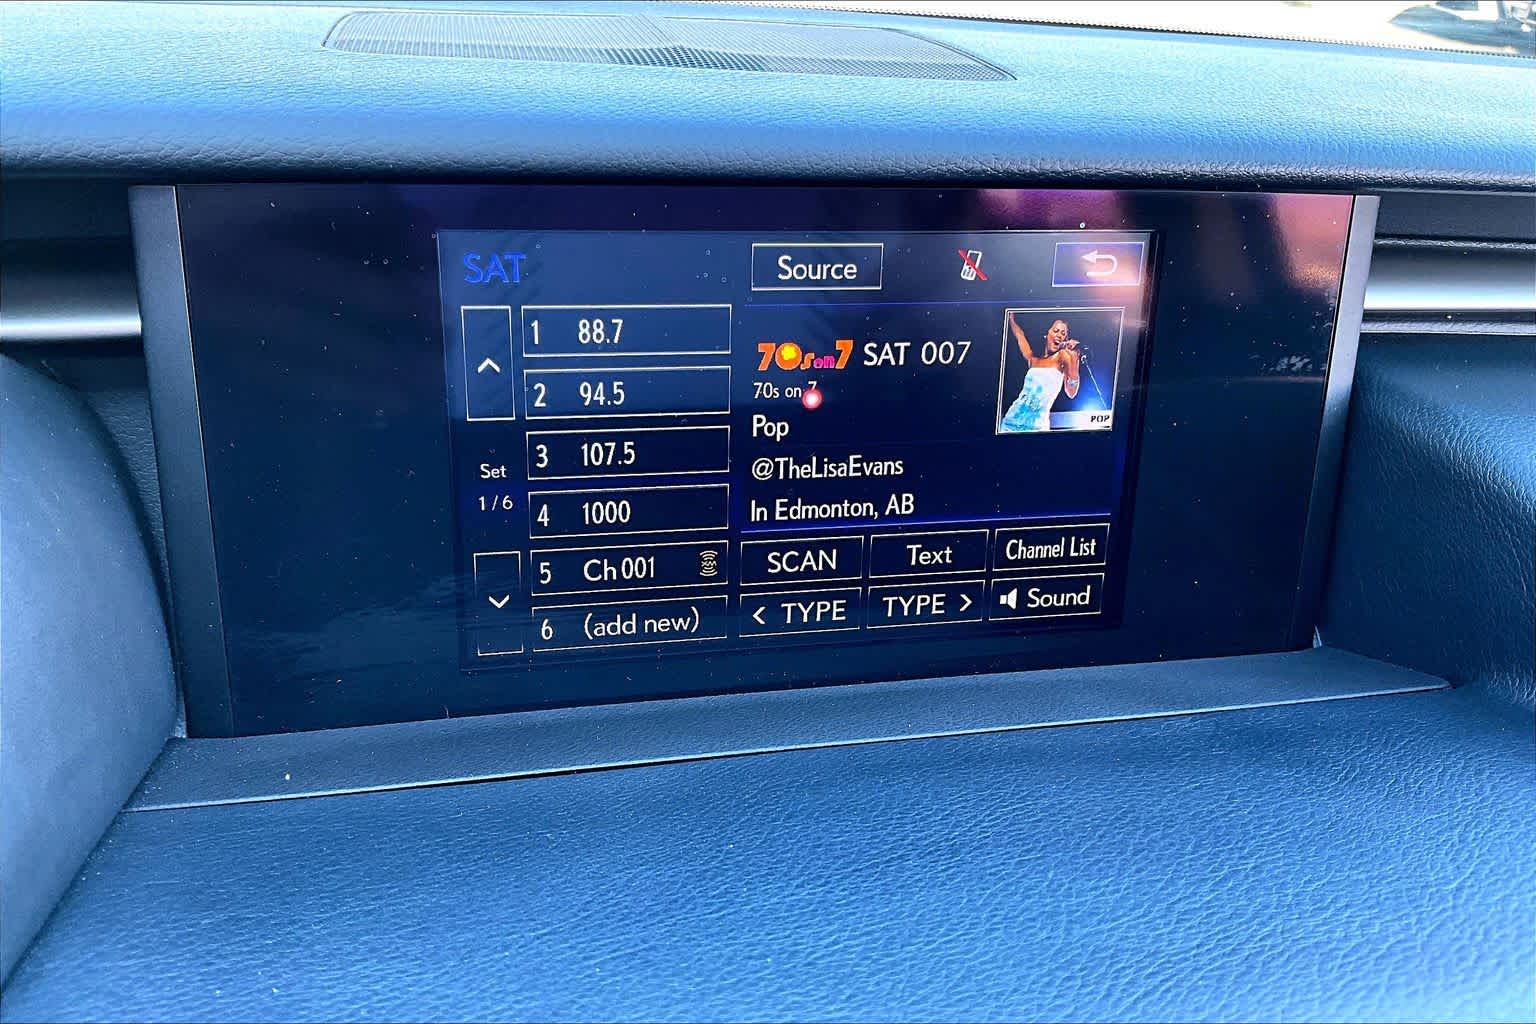 SAT
Source
1 88.7
2 94.5
3 107.5
4 1000
5 Ch 001 XM
6 (add new)
Set
1/6
70s on 7 SAT 007
70s on 7
Pop
@TheLisaEvans
In Edmonton, AB
POP
SCAN Text Channel List
< TYPE TYPE > Sound